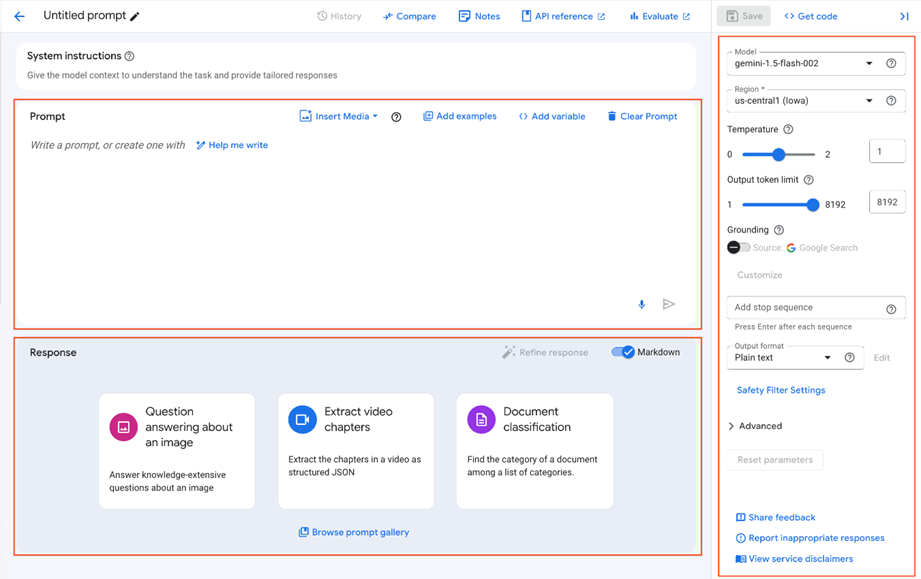 Untitled prompt
History
Compare
Notes
API reference
Evaluate
Save
Get code
System instructions
Give the model context to understand the task and provide tailored responses
Prompt
Insert Media
Add examples
Add variable
Clear Prompt
Write a prompt, or create one with
Help me write
Response
Refine response
Markdown
Question
answering about
an image
Answer knowledge-extensive
questions about an image
Extract video
chapters
Extract the chapters in a video as
structured JSON
Document
classification
Find the category of a document
among a list of categories.
Browse prompt gallery
Model
gemini-1.5-flash-002
Region *
us-central1 (Iowa)
Temperature
0
2
1
Output token limit
1
8192
8192
Grounding
Source: Google Search
Customize
Add stop sequence
Press Enter after each sequence
Output format
Plain text
Edit
Safety Filter Settings
Advanced
Reset parameters
Share feedback
Report inappropriate responses
View service disclaimers